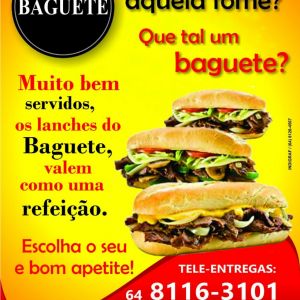 BAGUETE
aquela fome?
Que tal um
baguete?
Muito bem
servidos,
os lanches do
Baguete,
valem
como uma
refeição.
Escolha o seu
e bom apetite!
TELE-ENTREGAS:
64 8116-3101